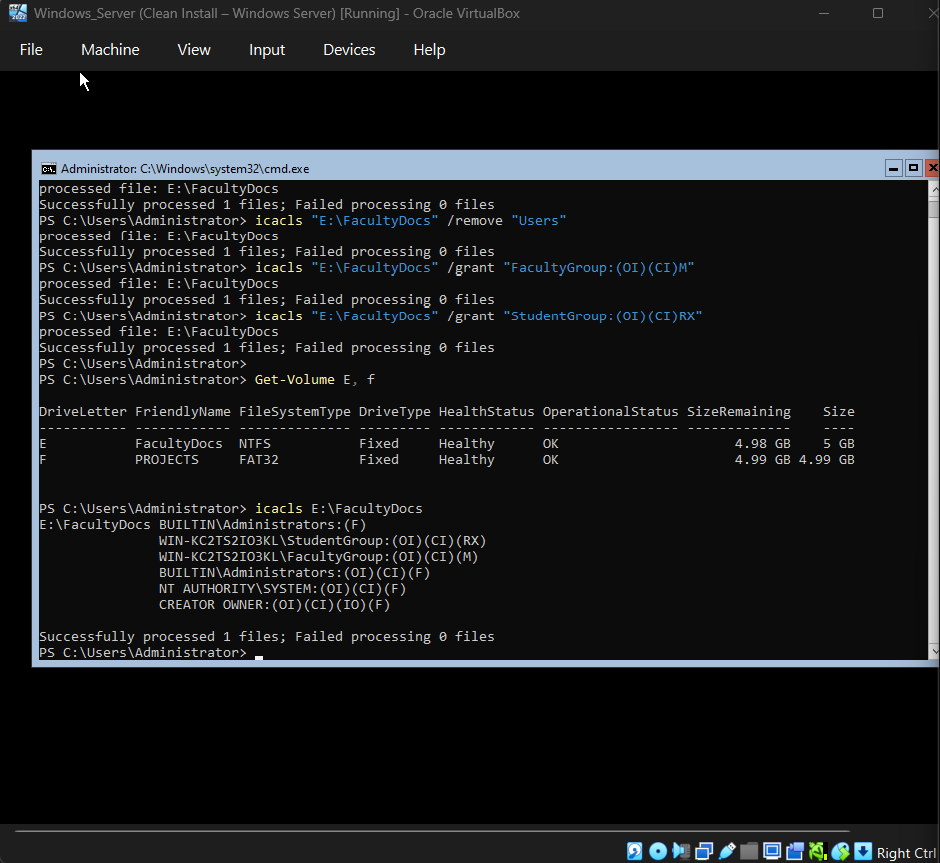 Windows_Server (Clean Install – Windows Server) [Running] - Oracle VirtualBox
File Machine View Input Devices Help
Administrator: C:\Windows\system32\cmd.exe
processed file: E:\FacultyDocs
Successfully processed 1 files; Failed processing 0 files
PS C:\Users\Administrator> icacls "E:\FacultyDocs" /remove "Users"
processed file: E:\FacultyDocs
Successfully processed 1 files; Failed processing 0 files
PS C:\Users\Administrator> icacls "E:\FacultyDocs" /grant "FacultyGroup:(OI)(CI)M"
processed file: E:\FacultyDocs
Successfully processed 1 files; Failed processing 0 files
PS C:\Users\Administrator> icacls "E:\FacultyDocs" /grant "StudentGroup:(OI)(CI)RX"
processed file: E:\FacultyDocs
Successfully processed 1 files; Failed processing 0 files
PS C:\Users\Administrator>
PS C:\Users\Administrator> Get-Volume E, f
DriveLetter FriendlyName FileSystemType DriveType HealthStatus OperationalStatus SizeRemaining Size
----------- ------------ -------------- --------- ------------ ----------------- ------------- ----
E FacultyDocs NTFS Fixed Healthy OK 4.98 GB 5 GB
F PROJECTS FAT32 Fixed Healthy OK 4.99 GB 4.99 GB
PS C:\Users\Administrator> icacls E:\FacultyDocs
E:\FacultyDocs BUILTIN\Administrators:(F)
WIN-KC2TS2IO3KL\StudentGroup:(OI)(CI)(RX)
WIN-KC2TS2IO3KL\FacultyGroup:(OI)(CI)(M)
BUILTIN\Administrators:(OI)(CI)(F)
NT AUTHORITY\SYSTEM:(OI)(CI)(F)
CREATOR OWNER:(OI)(CI)(IO)(F)
Successfully processed 1 files; Failed processing 0 files
PS C:\Users\Administrator>
Right Ctrl